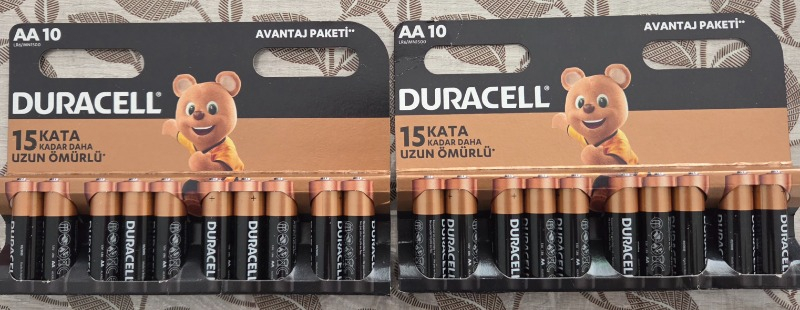 AA 10
LR6/MN1500
AVANTAJ PAKETİ**
DURACELL®
15 KATA
KADAR DAHA
UZUN ÖMÜRLÜ*
DURACELL
DURACELL
DURACELL
AA 10
LR6/MN1500
AVANTAJ PAKETİ**
DURACELL®
15 KATA
KADAR DAHA
UZUN ÖMÜRLÜ*
DURACELL
DURACELL
DURACELL